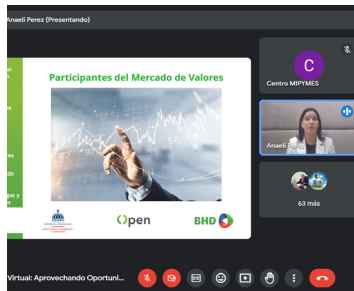 Anaeli Perez (Presentando)
Participantes del Mercado de Valores
Open
BHD
C
Centro MIPYMES
Anaeli Perez
63 más
Virtual: Aprovechando Oportuni...